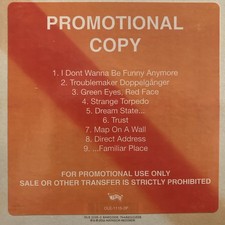 PROMOTIONAL
COPY
1. I Dont Wanna Be Funny Anymore
2. Troublemaker Doppelgänger
3. Green Eyes, Red Face
4. Strange Torpedo
5. Dream State...
6. Trust
7. Map On A Wall
8. Direct Address
9. ...Familiar Place
FOR PROMOTIONAL USE ONLY
SALE OR OTHER TRANSFER IS STRICTLY PROHIBITED